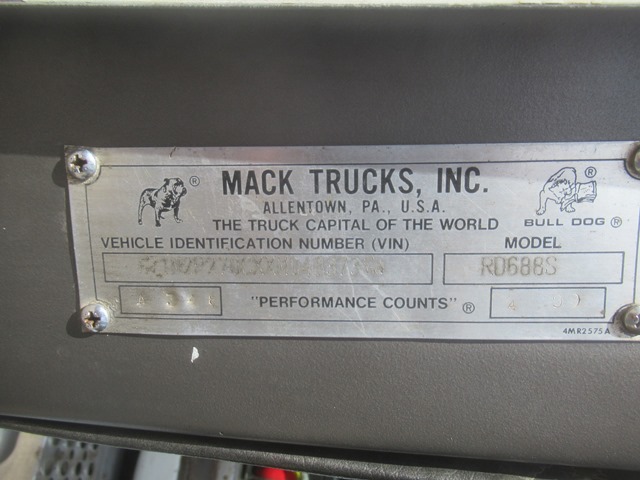 MACK TRUCKS, INC.
ALLENTOWN, PA., U.S.A.
THE TRUCK CAPITAL OF THE WORLD
BULL DOG ®
VEHICLE IDENTIFICATION NUMBER (VIN)
MODEL
RD688S
"PERFORMANCE COUNTS" ®
4MR2575A